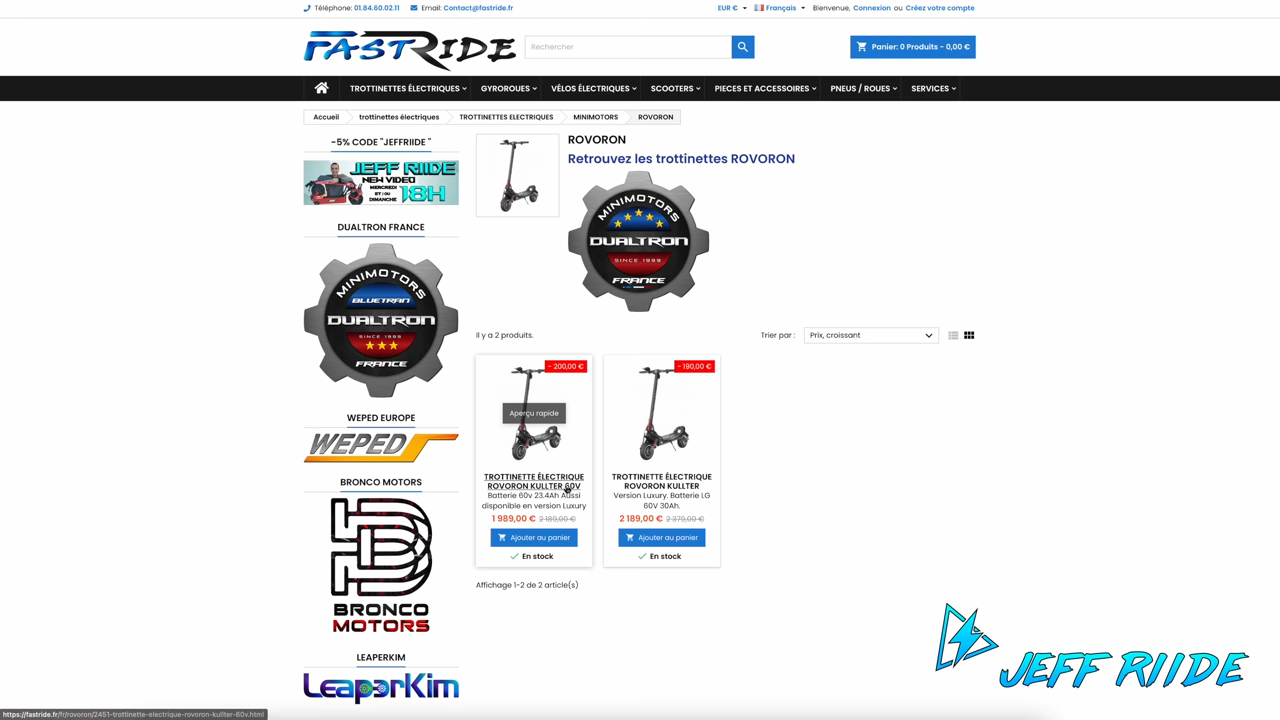 Téléphone: 01.84.60.02.11 Email: Contact@fastride.fr EUR € Français Bienvenue, Connexion ou Créez votre compte
FASTRIDE
Rechercher
Panier: 0 Produits - 0,00 €
TROTTINETTES ÉLECTRIQUES GYROROUES VÉLOS ÉLECTRIQUES SCOOTERS PIECES ET ACCESSOIRES PNEUS / ROUES SERVICES
Accueil trottinettes électriques TROTTINETTES ELECTRIQUES MINIMOTORS ROVORON
-5% CODE "JEFFRIIDE "
JEFF RIIDE
NEW VIDEO
MERCREDI
ET/OU
DIMANCHE
18H
DUALTRON FRANCE
MINIMOTORS
BLUETRAN
DUALTRON
SINCE 1999
FRANCE
WEPED EUROPE
WEPED
BRONCO MOTORS
BRONCO
MOTORS
LEAPERKIM
LeaperKim
ROVORON
Retrouvez les trottinettes ROVORON
MINIMOTORS
DUALTRON
SINCE 1999
FRANCE
Il y a 2 produits.
Trier par : Prix, croissant
- 200,00 €
Aperçu rapide
TROTTINETTE ÉLECTRIQUE
ROVORON KULLTER 60V
Batterie 60v 23.4Ah Aussi
disponible en version Luxury
1 989,00 € 2 189,00 €
Ajouter au panier
En stock
- 190,00 €
TROTTINETTE ÉLECTRIQUE
ROVORON KULLTER
Version Luxury. Batterie LG
60V 30Ah.
2 189,00 € 2 379,00 €
Ajouter au panier
En stock
Affichage 1-2 de 2 article(s)
JEFF RIIDE
https://fastride.fr/fr/rovoron/2451-trottinette-electrique-rovoron-kullter-60v.html